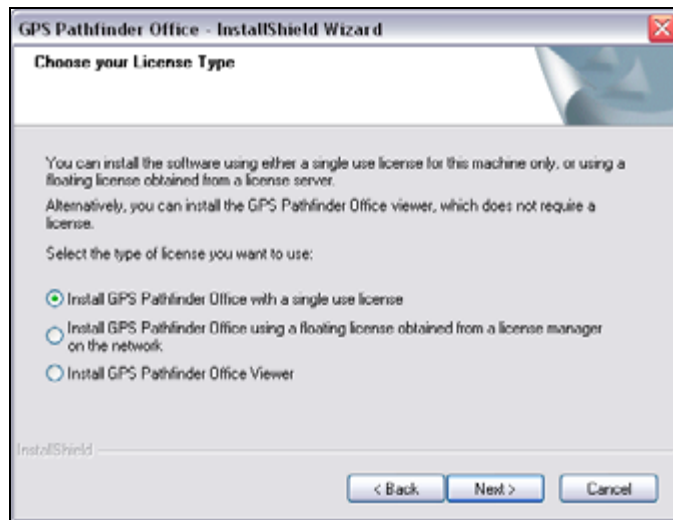 GPS Pathfinder Office - InstallShield Wizard
Choose your License Type
You can install the software using either a single use license for this machine only, or using a
floating license obtained from a license server.
Alternatively, you can install the GPS Pathfinder Office viewer, which does not require a
license.
Select the type of license you want to use:
Install GPS Pathfinder Office with a single use license
Install GPS Pathfinder Office using a floating license obtained from a license manager
on the network
Install GPS Pathfinder Office Viewer
InstallShield
< Back
Next >
Cancel